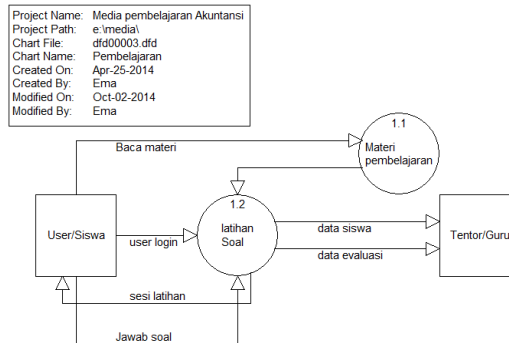 Project Name: Media pembelajaran Akuntansi
Project Path: e:\media\
Chart File: dfd00003.dfd
Chart Name: Pembelajaran
Created On: Apr-25-2014
Created By: Ema
Modified On: Oct-02-2014
Modified By: Ema
1.1
Materi
pembelajaran
Baca materi
1.2
latihan
Soal
User/Siswa
user login
data siswa
data evaluasi
Tentor/Guru
sesi latihan
Jawab soal